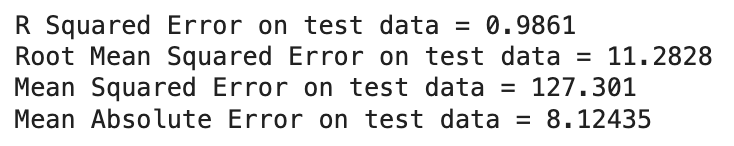 R Squared Error on test data = 0.9861
Root Mean Squared Error on test data = 11.2828
Mean Squared Error on test data = 127.301
Mean Absolute Error on test data = 8.12435